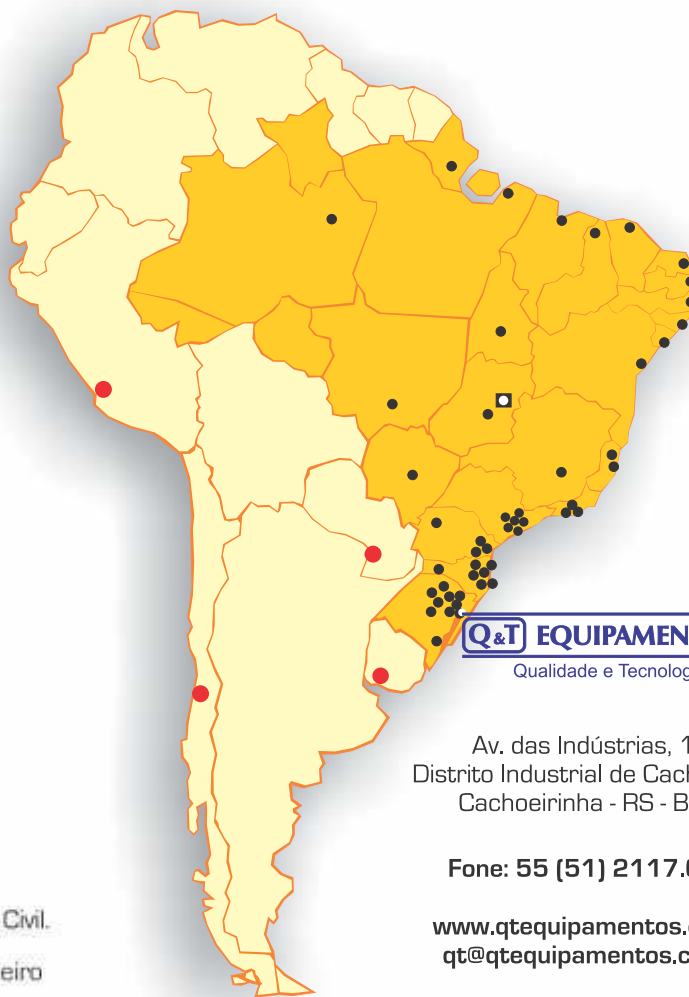 Q&T EQUIPAMEN
Qualidade e Tecnolog
Av. das Indústrias, 1
Distrito Industrial de Cach
Cachoeirinha - RS - B
Fone: 55 (51) 2117.
www.qtequipamentos.
qt@qtequipamentos.c
Civil.
eiro